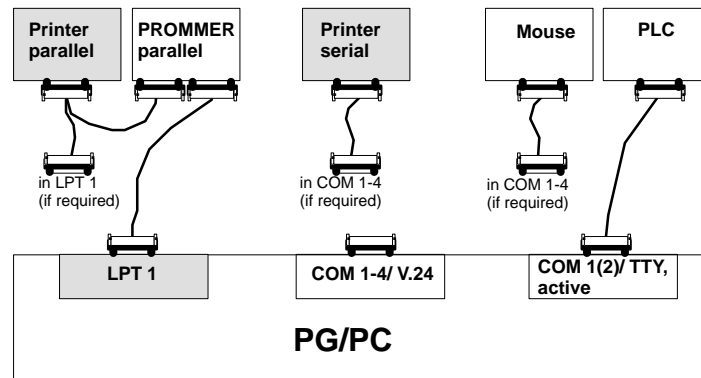 Printer
parallel
PROMMER
parallel
Printer
serial
Mouse
PLC
in LPT 1
(if required)
in COM 1-4
(if required)
in COM 1-4
(if required)
LPT 1
COM 1-4/ V.24
COM 1(2)/ TTY,
active
PG/PC